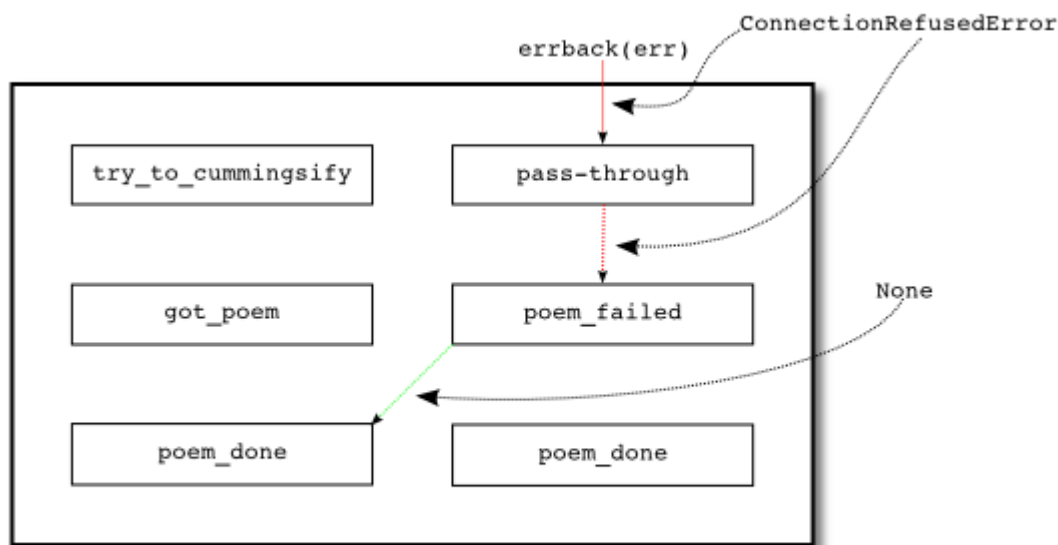 ConnectionRefusedError
errback(err)
try_to_cummingsify
pass-through
got_poem
poem_failed
None
poem_done
poem_done